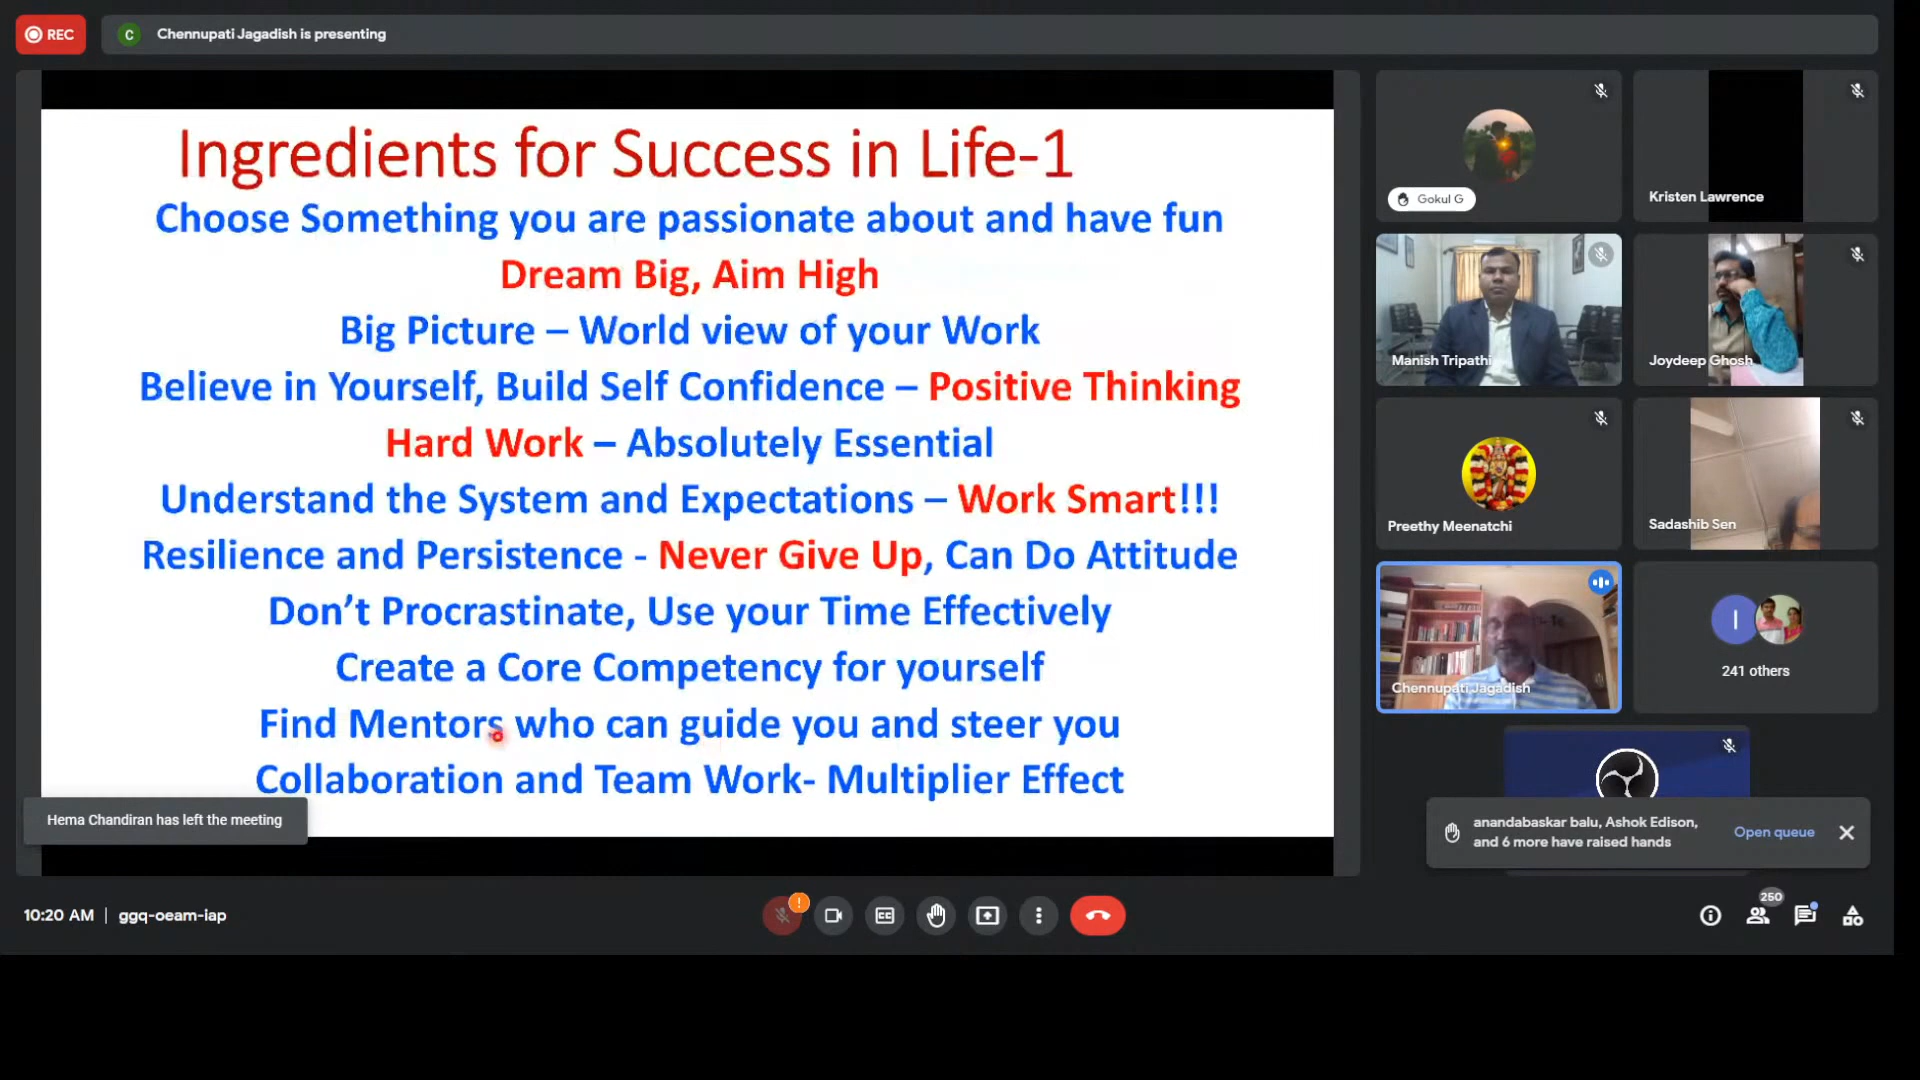 REC
C
Chennupati Jagadish is presenting
Ingredients for Success in Life-1
Choose Something you are passionate about and have fun
Dream Big, Aim High
Big Picture – World view of your Work
Believe in Yourself, Build Self Confidence – Positive Thinking
Hard Work – Absolutely Essential
Understand the System and Expectations – Work Smart!!!
Resilience and Persistence - Never Give Up, Can Do Attitude
Don’t Procrastinate, Use your Time Effectively
Create a Core Competency for yourself
Find Mentors who can guide you and steer you
Collaboration and Team Work- Multiplier Effect
Hema Chandiran has left the meeting
Gokul G
Kristen Lawrence
Manish Tripathi
Joydeep Ghosh
Preethy Meenatchi
Sadashib Sen
Chennupati Jagadish
I
241 others
anandabaskar balu, Ashok Edison,
and 6 more have raised hands
Open queue
10:20 AM | ggq-oeam-iap
!
CC
250